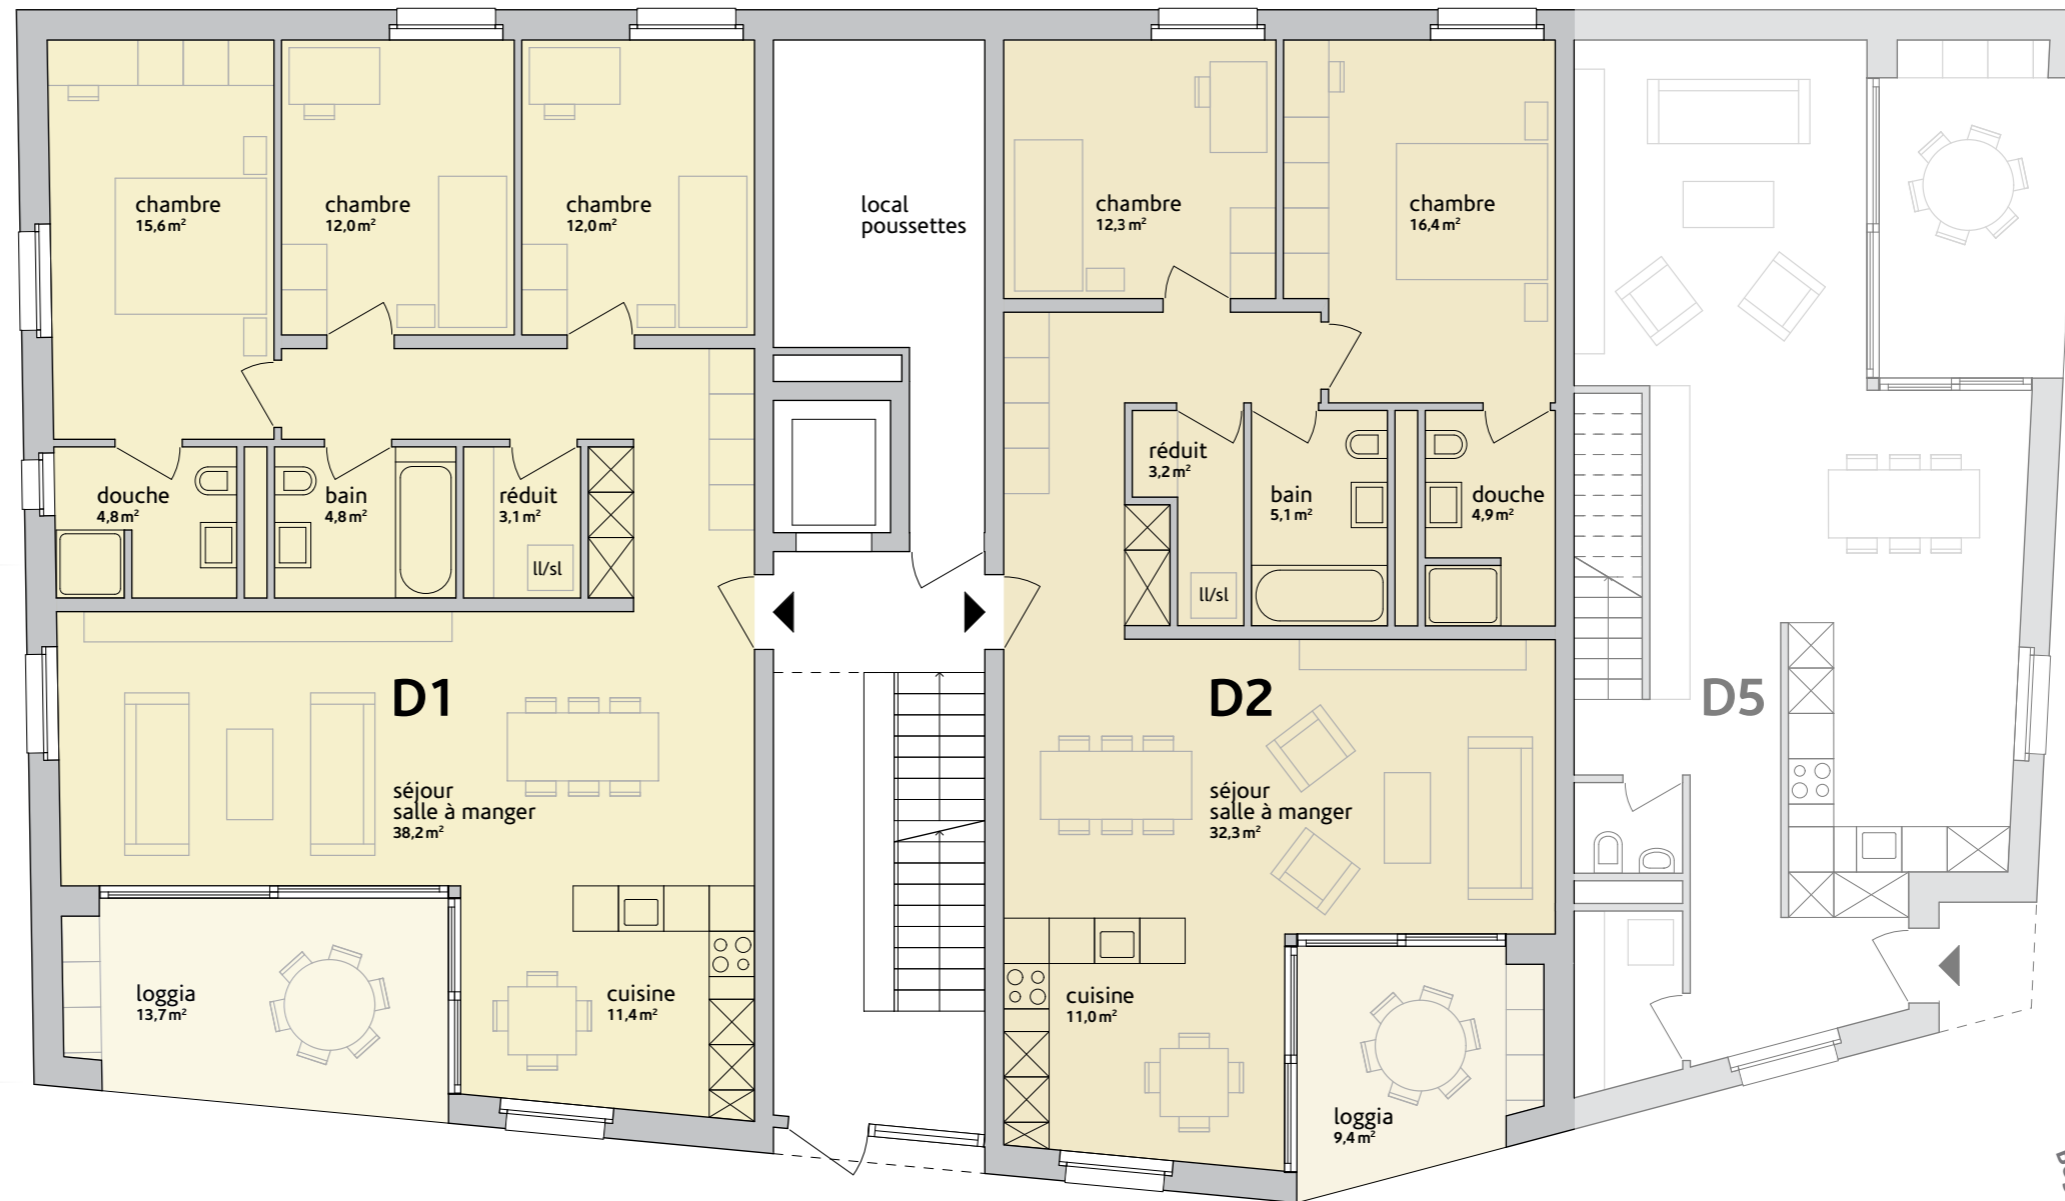 chambre
15,6 m²
chambre
12,0 m²
chambre
12,0 m²
local
poussettes
chambre
12,3 m²
chambre
16,4 m²
douche
4,8 m²
bain
4,8 m²
réduit
3,1 m²
ll/sl
réduit
3,2 m²
ll/sl
bain
5,1 m²
douche
4,9 m²
D1
D2
D5
séjour
salle à manger
38,2 m²
séjour
salle à manger
32,3 m²
loggia
13,7 m²
cuisine
11,4 m²
cuisine
11,0 m²
loggia
9,4 m²